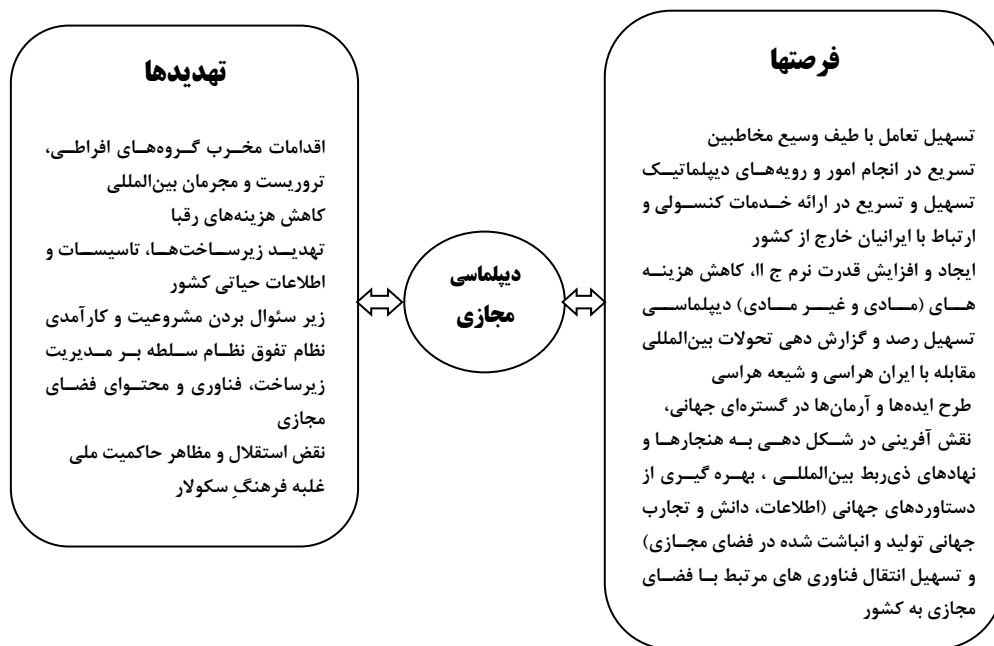 فرصتها
تسهیل تعامل با طیف وسیع مخاطبین
تسریع در انجام امور و رویه‌های دیپلماتیک
تسهیل و تسریع در ارائه خدمات کنسولی و
ارتباط با ایرانیان خارج از کشور
ایجاد و افزایش قدرت نرم ج اا، کاهش هزینه
های (مادی و غیر مادی) دیپلماسی
تسهیل رصد و گزارش دهی تحولات بین‌المللی
مقابله با ایران هراسی و شیعه هراسی
طرح ایده‌ها و آرمان‌ها در گستره‌ای جهانی،
نقش آفرینی در شکل دهی به هنجارها و
نهادهای ذی‌ربط بین‌المللی ، بهره گیری از
دستاوردهای جهانی (اطلاعات، دانش و تجارب
جهانی تولید و انباشت شده در فضای مجازی)
و تسهیل انتقال فناوری های مرتبط با فضای
مجازی به کشور
دیپلماسی
مجازی
تهدیدها
اقدامات مخرب گروه‌های افراطی،
تروریست و مجرمان بین‌المللی
کاهش هزینه‌های رقبا
تهدید زیرساخت‌ها، تاسیسات و
اطلاعات حیاتی کشور
زیر سئوال بردن مشروعیت و کارآمدی
نظام تفوق نظام سلطه بر مدیریت
زیرساخت، فناوری و محتوای فضای
مجازی
نقض استقلال و مظاهر حاکمیت ملی
غلبه فرهنگِ سکولار